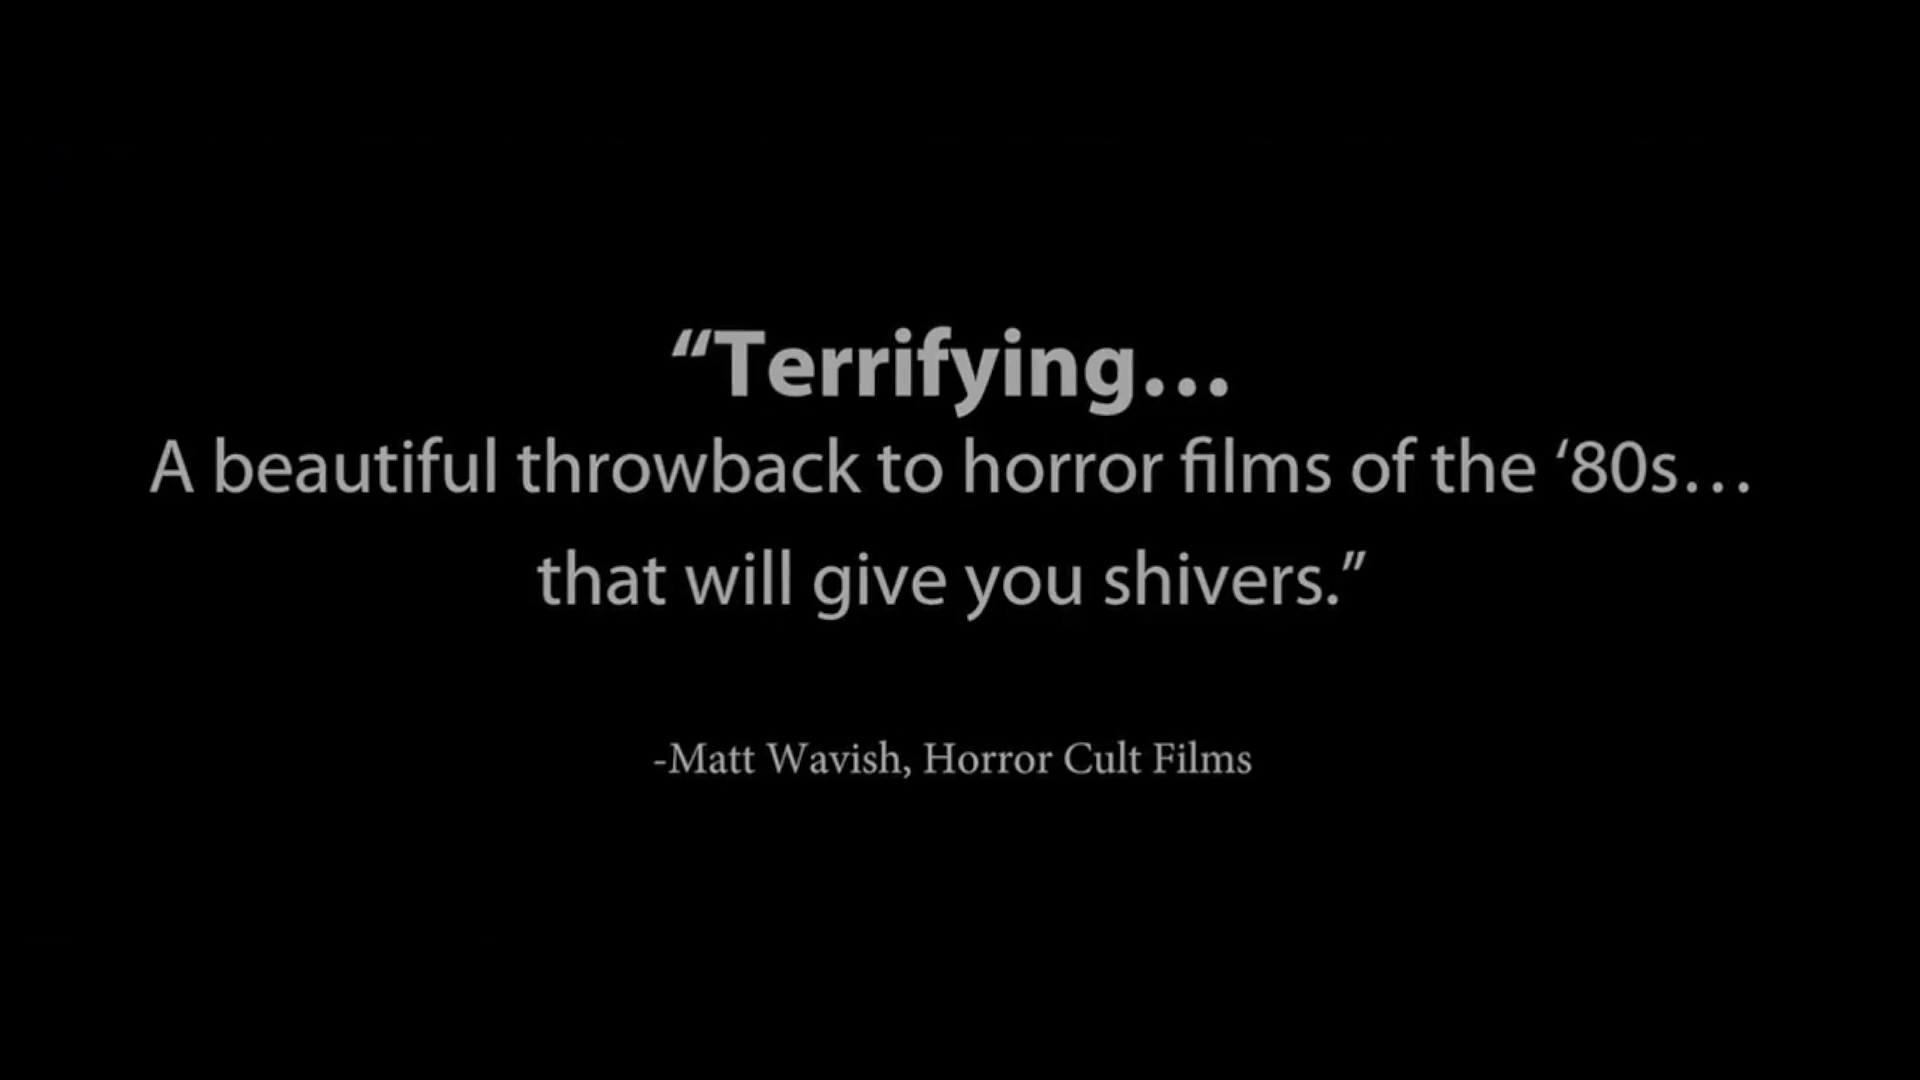 “Terrifying…
A beautiful throwback to horror films of the ‘80s…
that will give you shivers.”
-Matt Wavish, Horror Cult Films